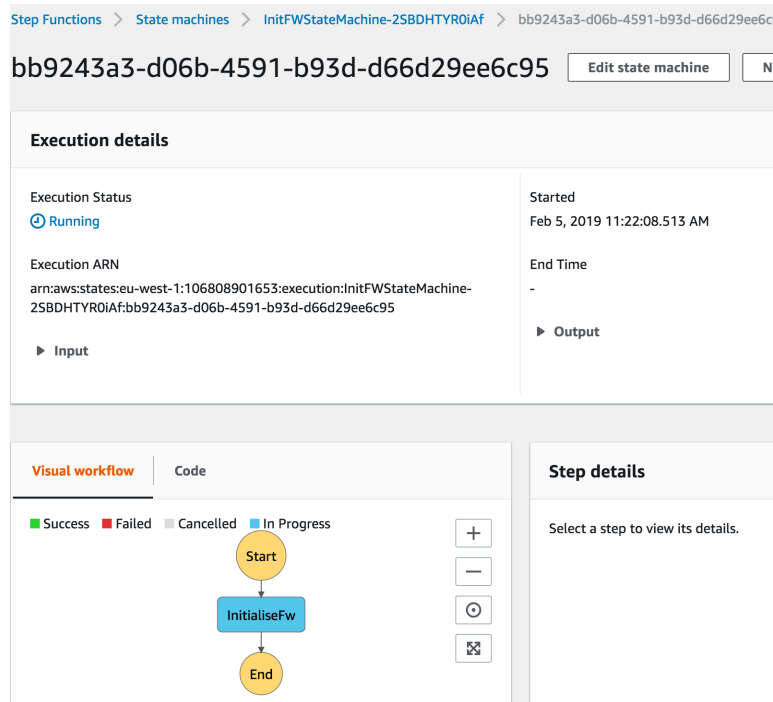 Step Functions > State machines > InitFWStateMachine-2SBDHTYR0iAf > bb9243a3-d06b-4591-b93d-d66d29ee6c
bb9243a3-d06b-4591-b93d-d66d29ee6c95 Edit state machine N
Execution details
Execution Status
Running
Execution ARN
arn:aws:states:eu-west-1:106808901653:execution:InitFWStateMachine-
2SBDHTYR0iAf:bb9243a3-d06b-4591-b93d-d66d29ee6c95
Input
Started
Feb 5, 2019 11:22:08.513 AM
End Time
-
Output
Visual workflow Code
Success Failed Cancelled In Progress
Start
InitialiseFw
End
Step details
Select a step to view its details.